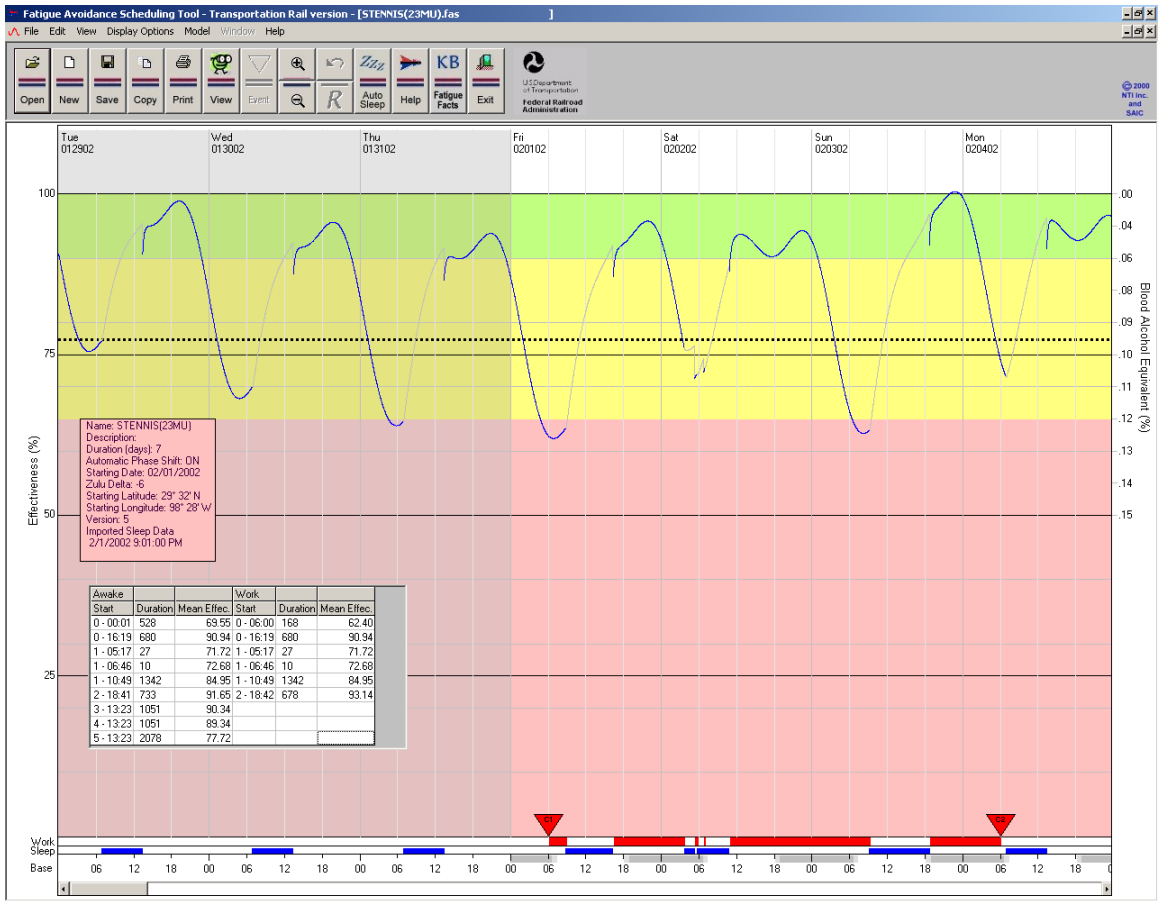 Fatigue Avoidance Scheduling Tool - Transportation Rail version - [STENNIS(23MU).fas ]
File Edit View Display Options Model Window Help
Open New Save Copy Print View Event R Auto Sleep Help Fatigue Facts Exit
ZZZ KB
U.S.Department
of Transportation
Federal Railroad
Administration
© 2000
NTI Inc.
and
SAIC
Tue Wed Thu Fri Sat Sun Mon
012902 013002 013102 020102 020202 020302 020402
100 75 50 25
Effectiveness (%)
.00 .04 .06 .08 .09 .10 .11 .12 .13 .14 .15
Blood Alcohol Equivalent (%)
Name: STENNIS(23MU)
Description:
Duration (days): 7
Automatic Phase Shift: ON
Starting Date: 02/01/2002
Zulu Delta: -6
Starting Latitude: 29° 32' N
Starting Longitude: 98° 28' W
Version: 5
Imported Sleep Data
2/1/2002 9:01:00 PM
Awake Work
Start Duration Mean Effec. Start Duration Mean Effec.
0 - 00:01 528 69.55 0 - 06:00 168 62.40
0 - 16:19 680 90.94 0 - 16:19 680 90.94
1 - 05:17 27 71.72 1 - 05:17 27 71.72
1 - 06:46 10 72.68 1 - 06:46 10 72.68
1 - 10:49 1342 84.95 1 - 10:49 1342 84.95
2 - 18:41 733 91.65 2 - 18:42 678 93.14
3 - 13:23 1051 90.34
4 - 13:23 1051 89.34
5 - 13:23 2078 77.72
C1 C2
Work
Sleep
Base 06 12 18 00 06 12 18 00 06 12 18 00 06 12 18 00 06 12 18 00 06 12 18 00 06 12 18 0